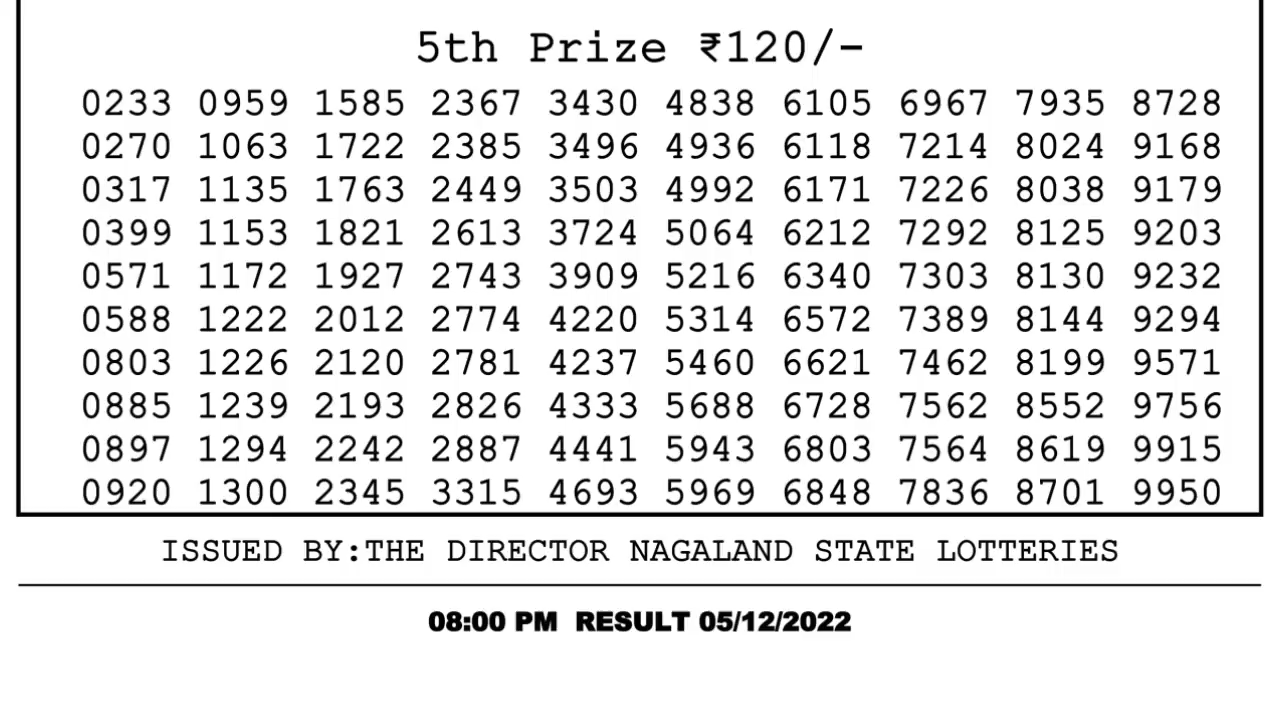 5th Prize ₹120/-
0233 0959 1585 2367 3430 4838 6105 6967 7935 8728
0270 1063 1722 2385 3496 4936 6118 7214 8024 9168
0317 1135 1763 2449 3503 4992 6171 7226 8038 9179
0399 1153 1821 2613 3724 5064 6212 7292 8125 9203
0571 1172 1927 2743 3909 5216 6340 7303 8130 9232
0588 1222 2012 2774 4220 5314 6572 7389 8144 9294
0803 1226 2120 2781 4237 5460 6621 7462 8199 9571
0885 1239 2193 2826 4333 5688 6728 7562 8552 9756
0897 1294 2242 2887 4441 5943 6803 7564 8619 9915
0920 1300 2345 3315 4693 5969 6848 7836 8701 9950
ISSUED BY:THE DIRECTOR NAGALAND STATE LOTTERIES
08:00 PM RESULT 05/12/2022